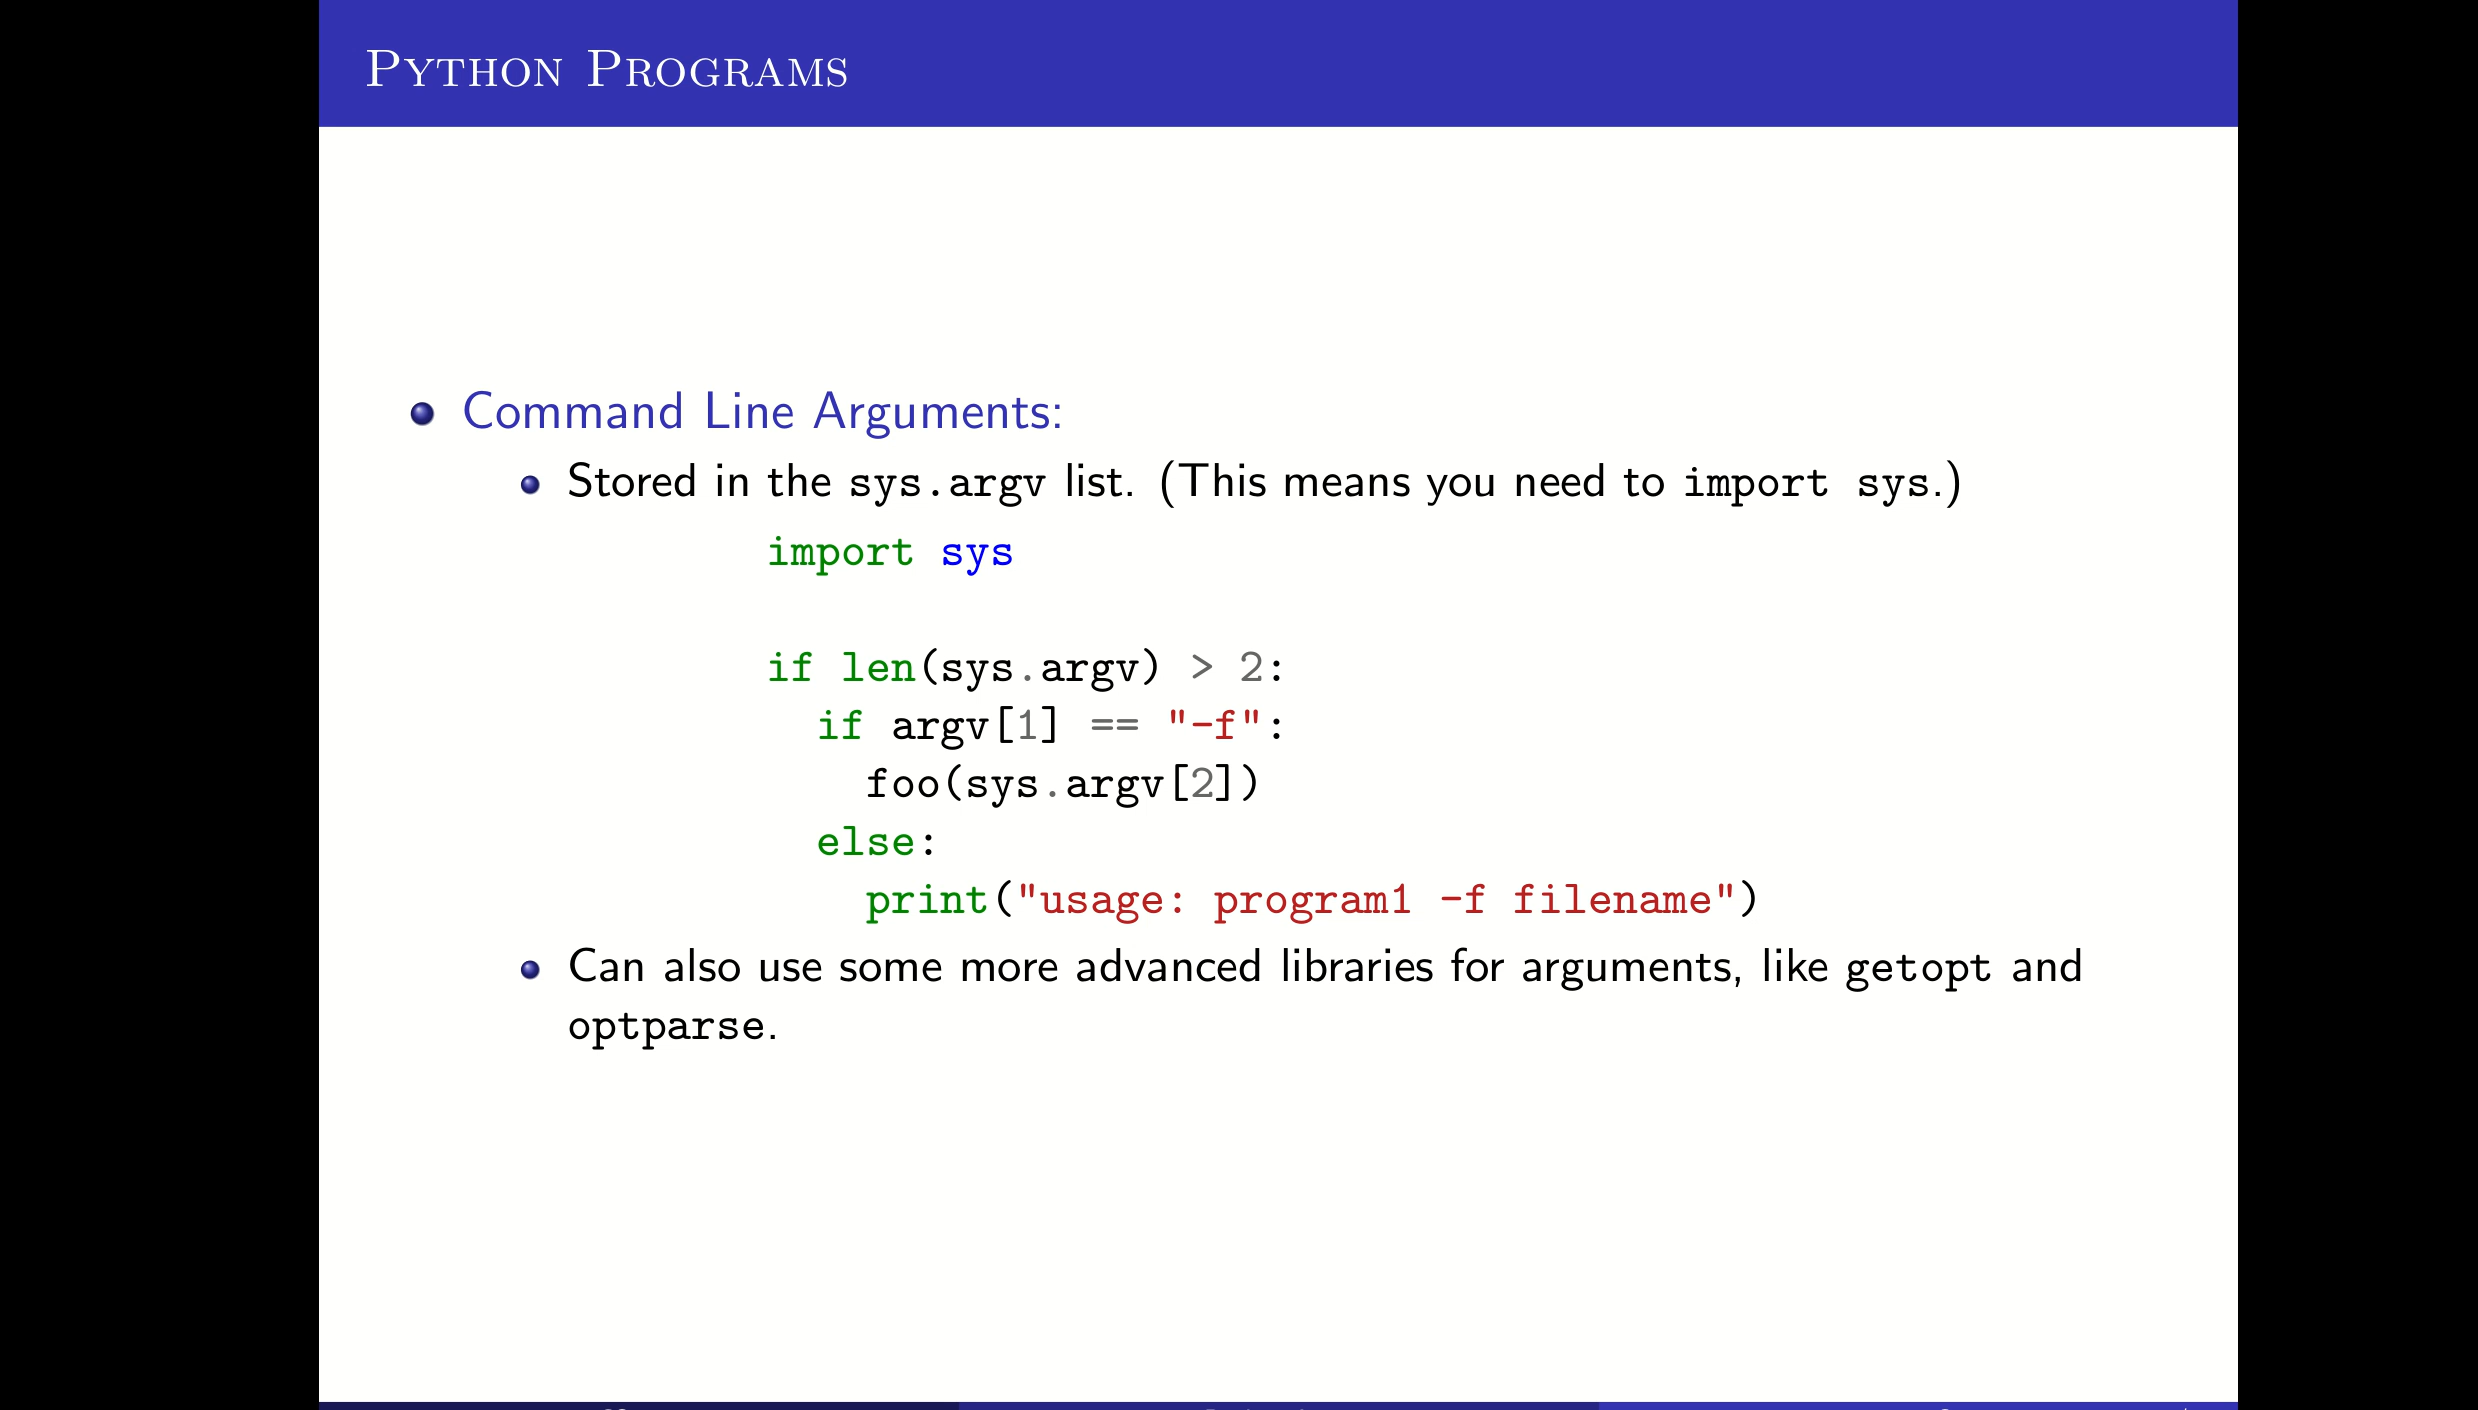 Python Programs
Command Line Arguments:
Stored in the sys.argv list. (This means you need to import sys.)
import sys
if len(sys.argv) > 2:
if argv[1] == "-f":
foo(sys.argv[2])
else:
print("usage: program1 -f filename")
Can also use some more advanced libraries for arguments, like getopt and
optparse.